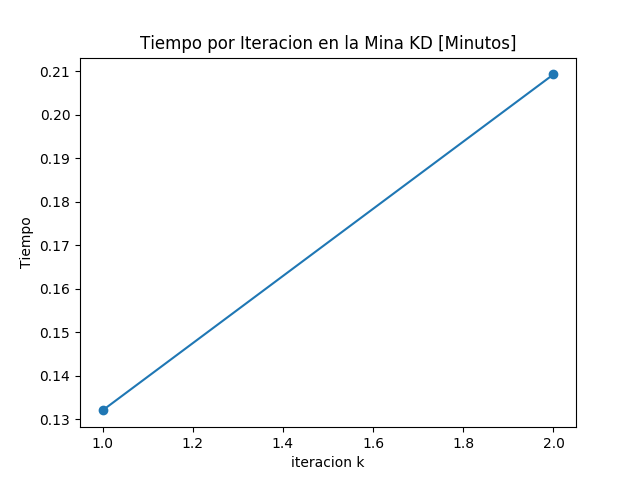 Tiempo por Iteracion en la Mina KD [Minutos]
0.21
0.20
0.19
0.18
0.17
0.16
0.15
0.14
0.13
Tiempo
1.0 1.2 1.4 1.6 1.8 2.0
iteracion k